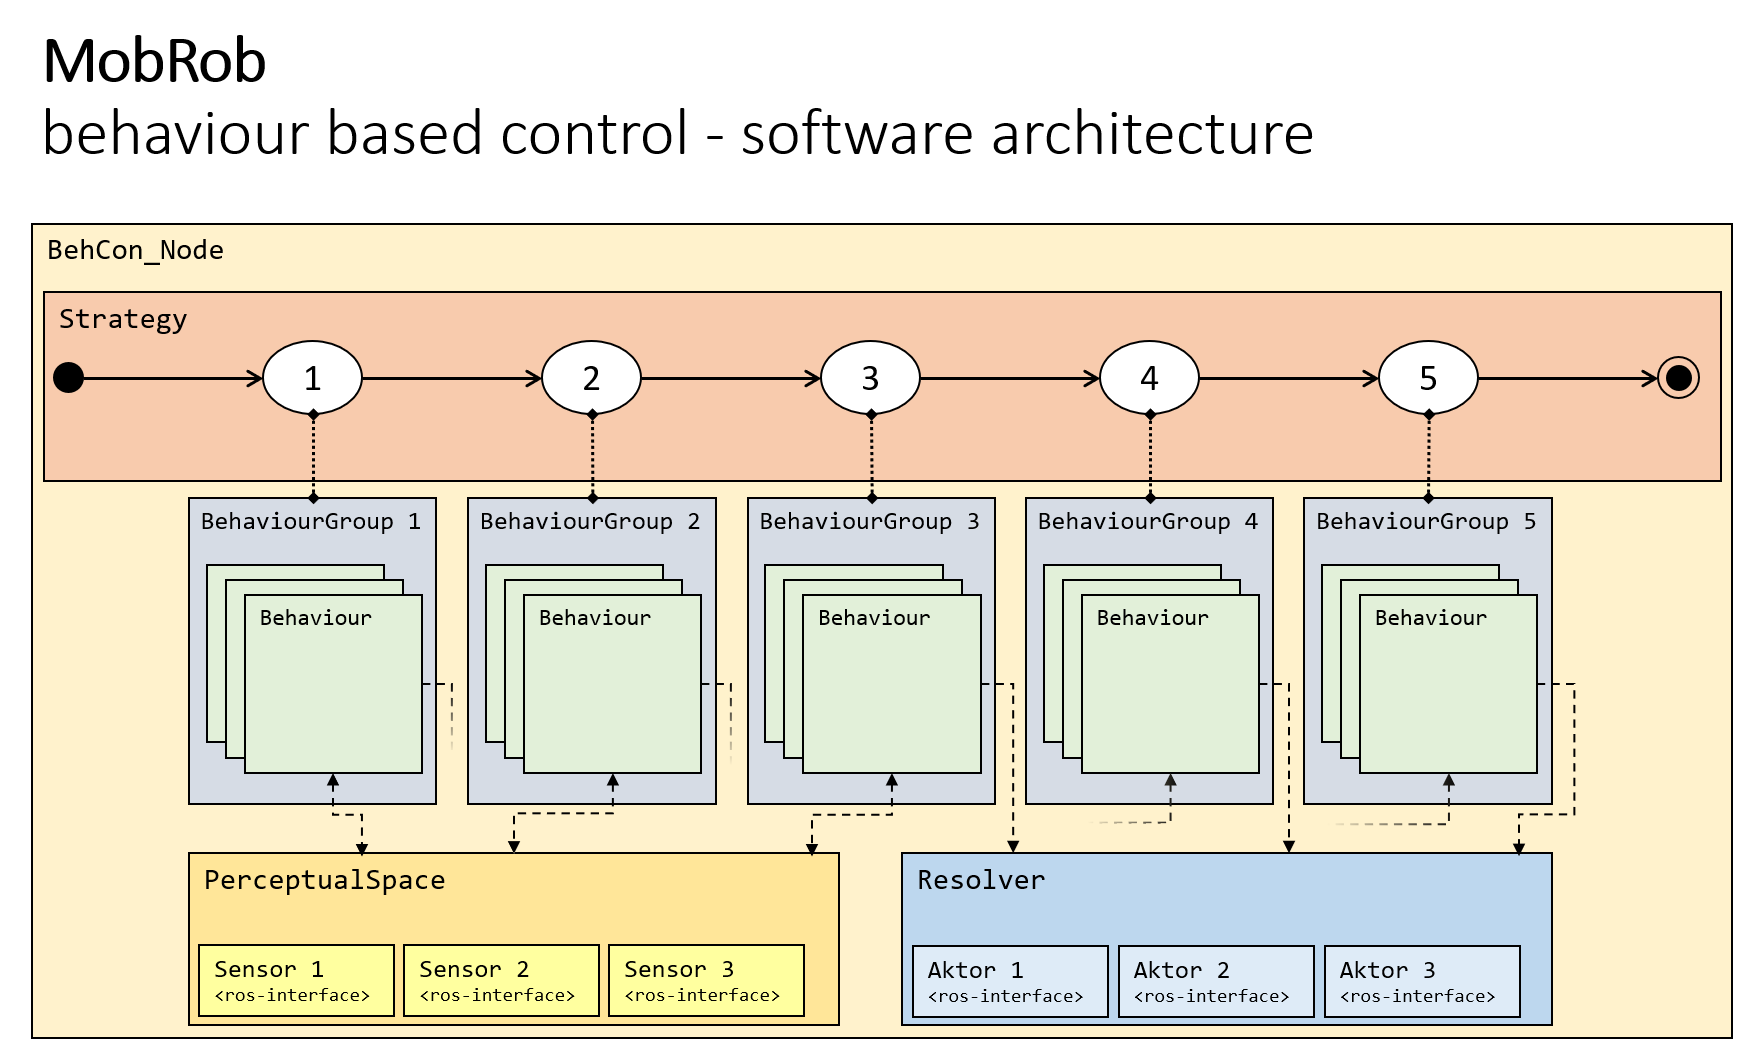 MobRob
behaviour based control - software architecture
BehCon_Node
Strategy
1 2 3 4 5
BehaviourGroup 1 BehaviourGroup 2 BehaviourGroup 3 BehaviourGroup 4 BehaviourGroup 5
Behaviour Behaviour Behaviour Behaviour Behaviour
PerceptualSpace Resolver
Sensor 1 Sensor 2 Sensor 3 Aktor 1 Aktor 2 Aktor 3
<ros-interface> <ros-interface> <ros-interface> <ros-interface> <ros-interface> <ros-interface>